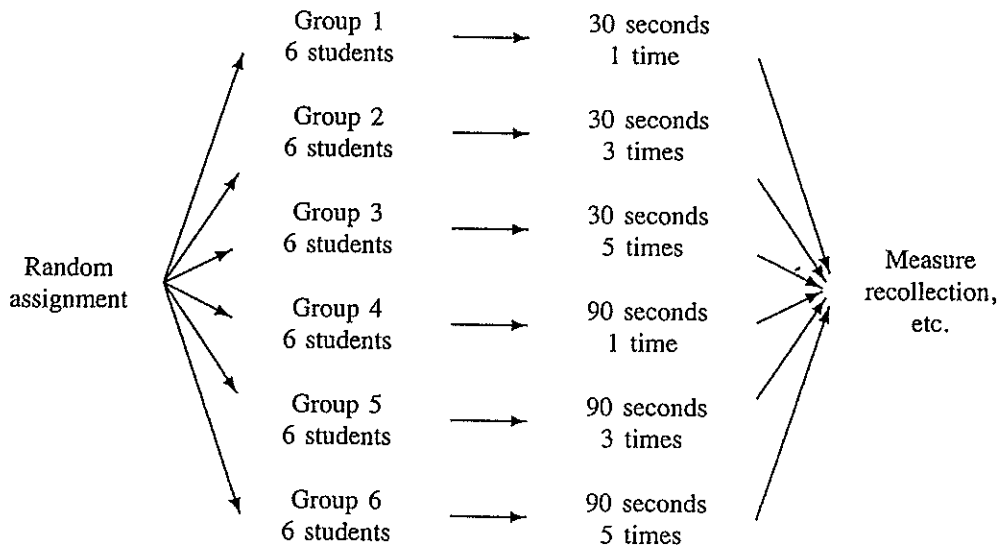 Group 1
6 students
30 seconds
1 time
Group 2
6 students
30 seconds
3 times
Group 3
6 students
30 seconds
5 times
Random
assignment
Measure
recollection,
etc.
Group 4
6 students
90 seconds
1 time
Group 5
6 students
90 seconds
3 times
Group 6
6 students
90 seconds
5 times